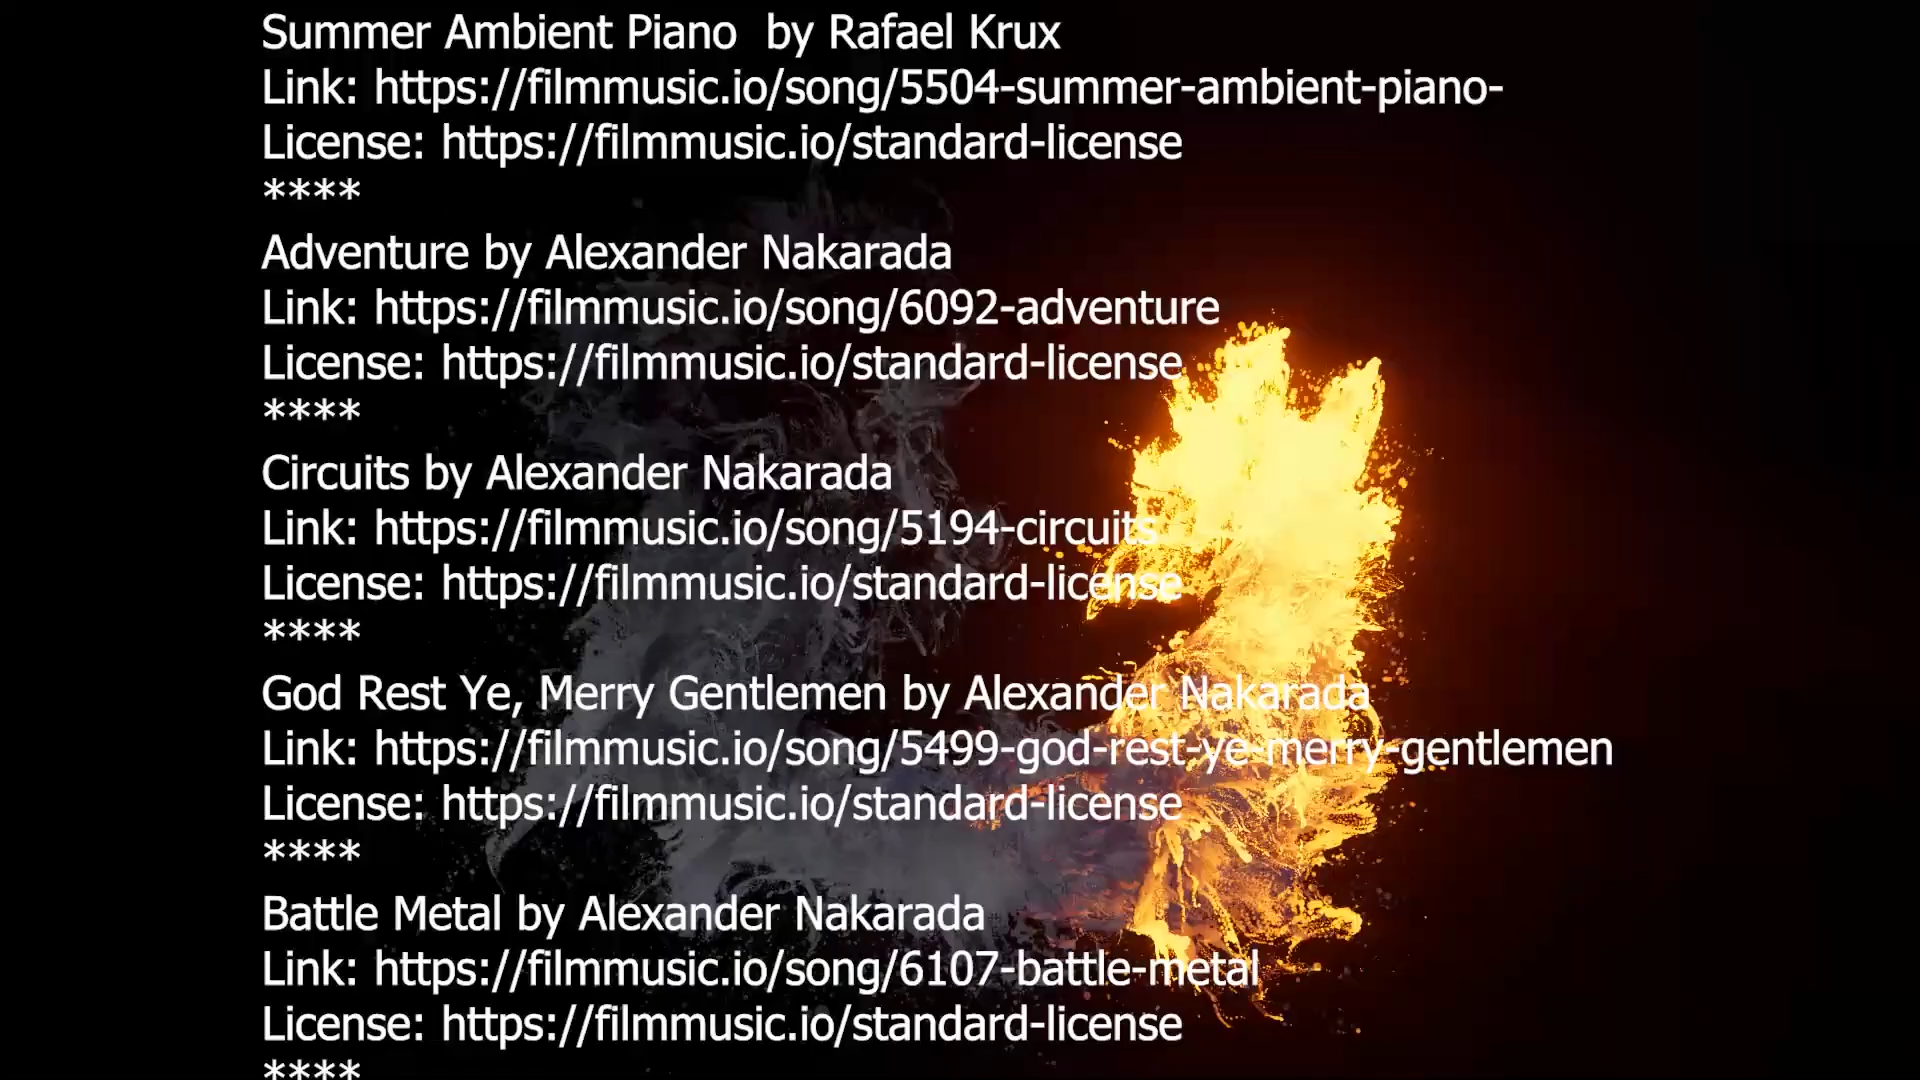 Summer Ambient Piano  by Rafael Krux
Link: https://filmmusic.io/song/5504-summer-ambient-piano-
License: https://filmmusic.io/standard-license
****
Adventure by Alexander Nakarada
Link: https://filmmusic.io/song/6092-adventure
License: https://filmmusic.io/standard-license
****
Circuits by Alexander Nakarada
Link: https://filmmusic.io/song/5194-circuits
License: https://filmmusic.io/standard-license
****
God Rest Ye, Merry Gentlemen by Alexander Nakarada
Link: https://filmmusic.io/song/5499-god-rest-ye-merry-gentlemen
License: https://filmmusic.io/standard-license
****
Battle Metal by Alexander Nakarada
Link: https://filmmusic.io/song/6107-battle-metal
License: https://filmmusic.io/standard-license
****